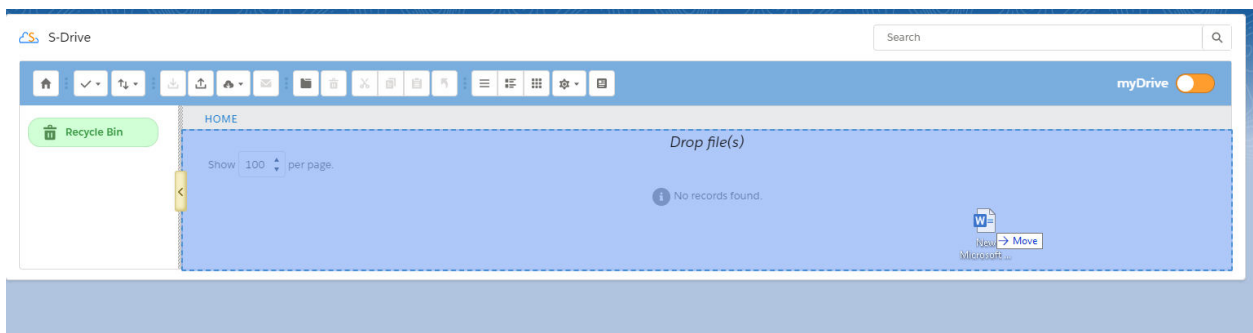 S-Drive
Search
myDrive
Recycle Bin
HOME
Drop file(s)
Show 100 per page.
No records found.
New
Move
Microsoft ...